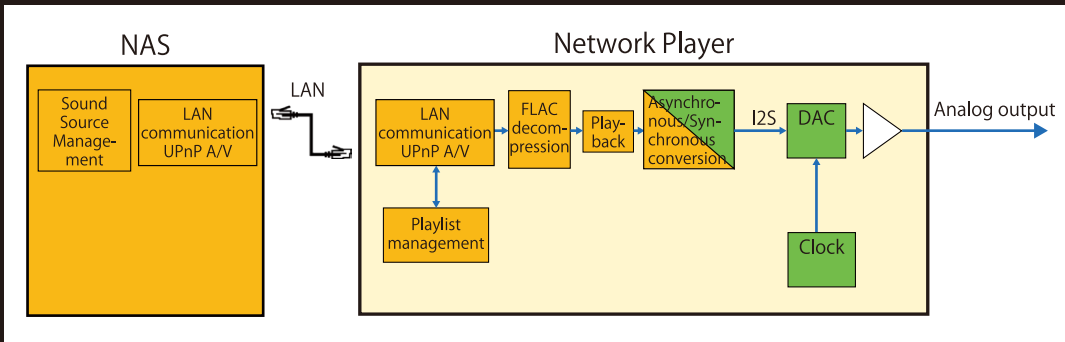 NAS
Sound
Source
Manage-
ment
LAN
communication
UPnP A/V
LAN
Network Player
LAN
communication
UPnP A/V
Playlist
management
FLAC
decom-
pression
Play-
back
Asynchro-
nous/Syn-
chronous
conversion
I2S
DAC
Clock
Analog output